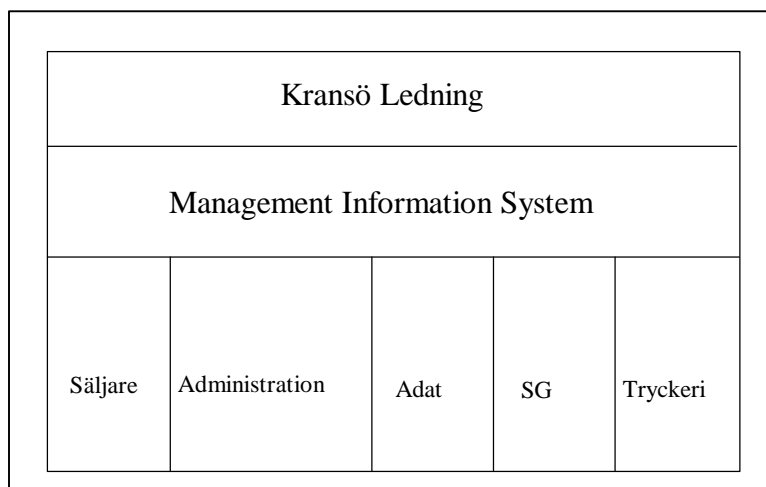 Kransö Ledning
Management Information System
Säljare Administration Adat SG Tryckeri